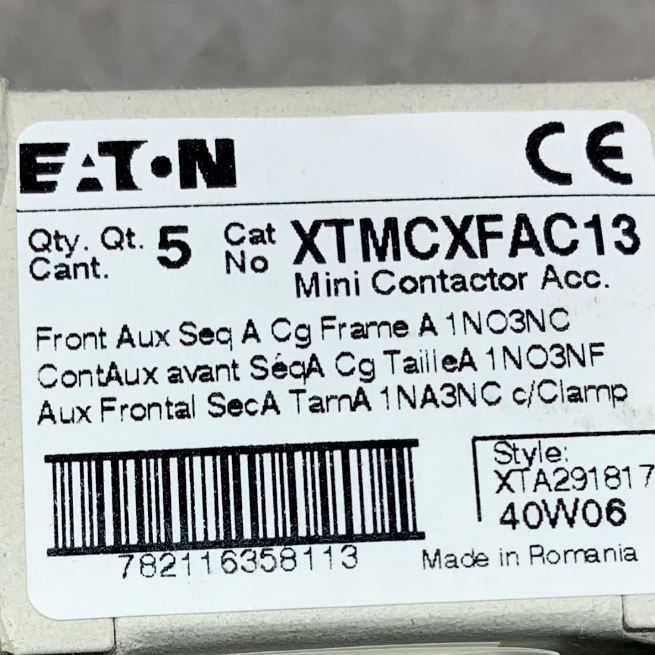 EATON CE
Qty. Qt. 5 Cat XTMCXFAC13
Cant. No
Mini Contactor Acc.
Front Aux Seq A Cg Frame A 1NO3NC
ContAux avant SéqA Cg TailleA 1NO3NF
Aux Frontal SecA TamA 1NA3NC c/Clamp
Style:
XTA291817
40W06
782116358113 Made in Romania